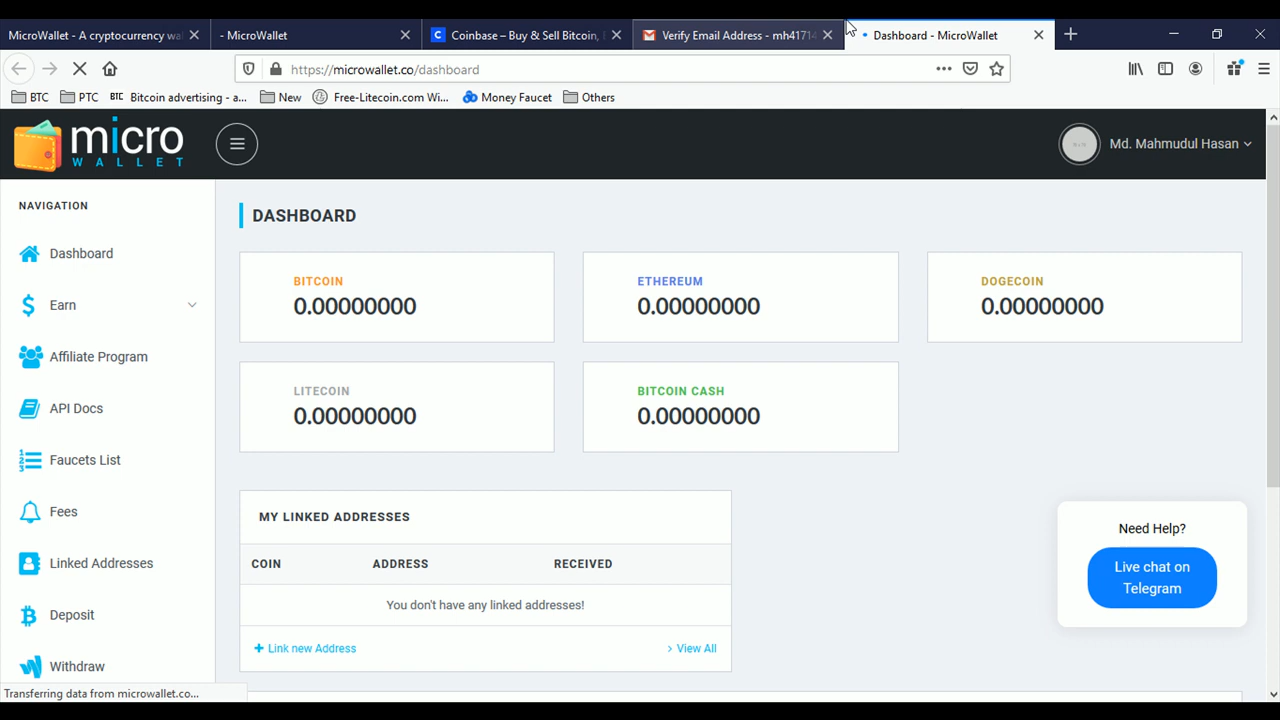 MicroWallet - A cryptocurrency wa
- MicroWallet
Coinbase – Buy & Sell Bitcoin,
Verify Email Address - mh41714
Dashboard - MicroWallet
https://microwallet.co/dashboard
BTC
PTC
BTC Bitcoin advertising - a...
New
Free-Litecoin.com Wi...
Money Faucet
Others
micro
WALLET
Md. Mahmudul Hasan
NAVIGATION
Dashboard
Earn
Affiliate Program
API Docs
Faucets List
Fees
Linked Addresses
Deposit
Withdraw
DASHBOARD
BITCOIN
0.00000000
ETHEREUM
0.00000000
DOGECOIN
0.00000000
LITECOIN
0.00000000
BITCOIN CASH
0.00000000
MY LINKED ADDRESSES
COIN ADDRESS RECEIVED
You don't have any linked addresses!
+ Link new Address
> View All
Need Help?
Live chat on
Telegram
Transferring data from microwallet.co...